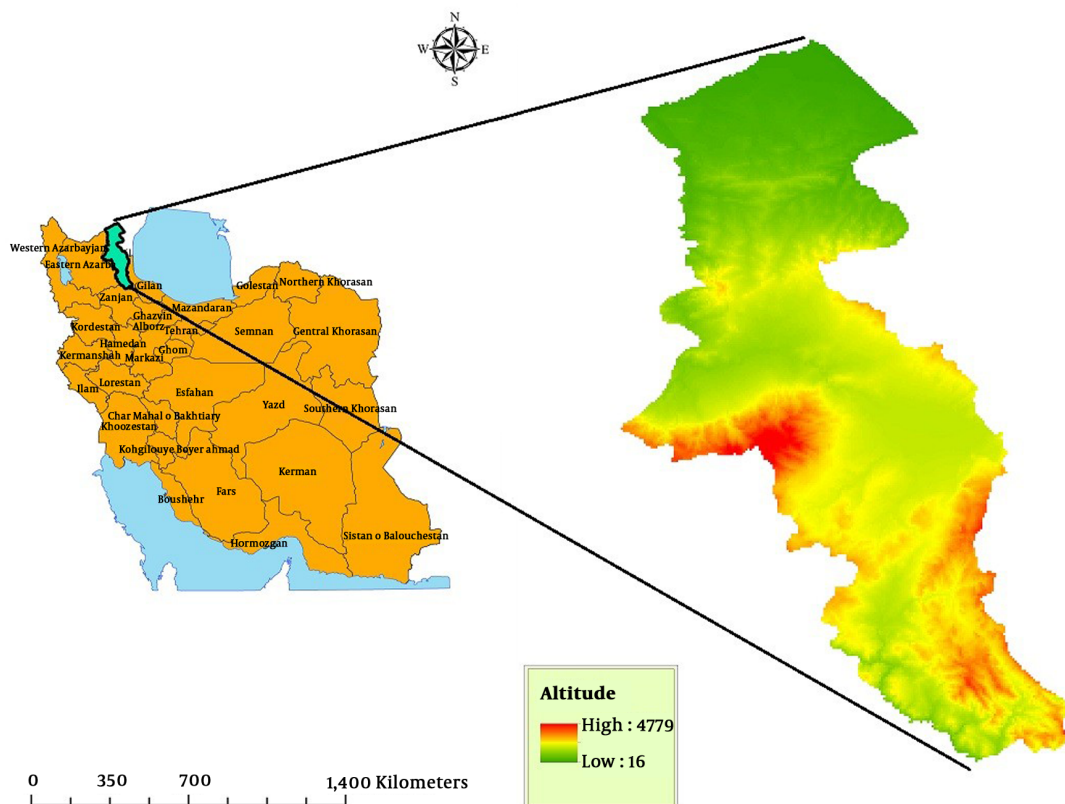 N
W E
S
Western Azarbayjan
Eastern Azarb
Gilan
Zanjan
Golestan
Northern Khorasan
Mazandaran
Ghazvin
Alborz
Tehran
Semnan
Central Khorasan
Kordestan
Hamedan
Ghom
Kermanshah
Markazi
Lorestan
Ilam
Esfahan
Yazd
Southern Khorasan
Char Mahal o Bakhtiary
Khoozestan
Kohgilouye Boyer ahmad
Kerman
Fars
Boushehr
Hormozgan
Sistan o Balouchestan
Altitude
High : 4779
Low : 16
0 350 700 1,400 Kilometers